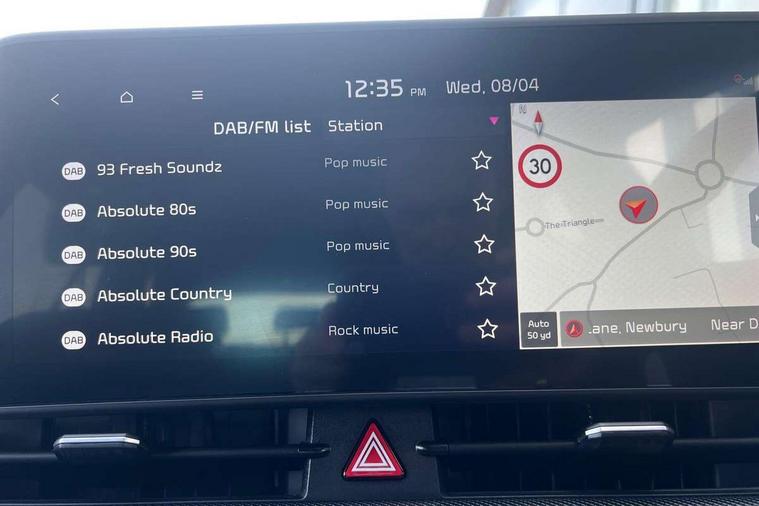 12:35 PM Wed, 08/04
DAB/FM list Station
DAB 93 Fresh Soundz Pop music
DAB Absolute 80s Pop music
DAB Absolute 90s Pop music
DAB Absolute Country Country
DAB Absolute Radio Rock music
N
30
The Triangle
Auto
50 yd
Lane, Newbury Near D